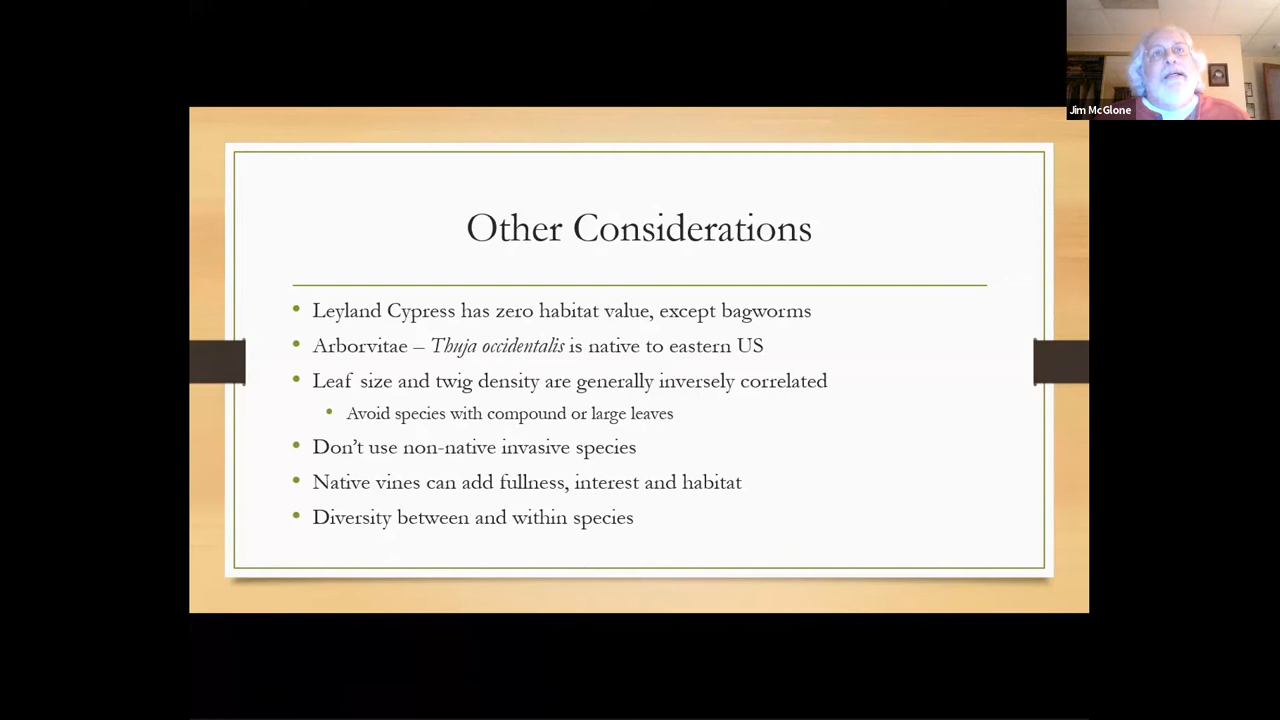 Jim McGlone
Other Considerations
• Leyland Cypress has zero habitat value, except bagworms
• Arborvitae – Thuja occidentalis is native to eastern US
• Leaf size and twig density are generally inversely correlated
• Avoid species with compound or large leaves
• Don’t use non-native invasive species
• Native vines can add fullness, interest and habitat
• Diversity between and within species